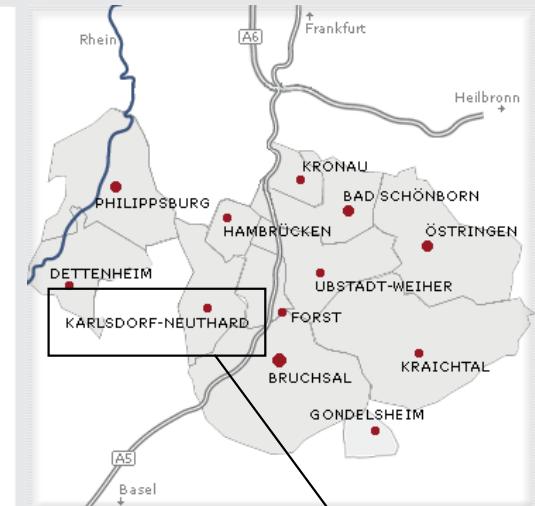 Rhein
A6
Frankfurt
Heilbronn
KRONAU
PHILIPPSBURG
BAD SCHÖNBORN
HAMBRÜCKEN
ÖSTRINGEN
DETTENHEIM
UBSTADT-WEIHER
KARLSDORF-NEUTHARD
FORST
BRUCHSAL
KRAICHTAL
GONDELSHEIM
A5
Basel